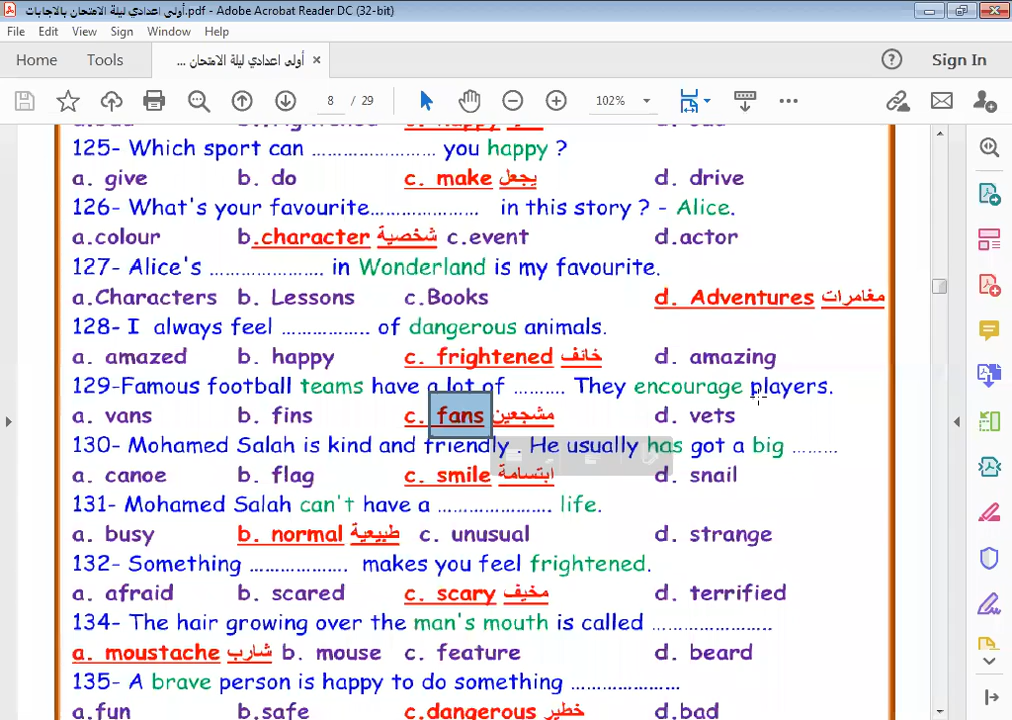 أولى اعدادي ليلة الامتحان بالاجابات.pdf - Adobe Acrobat Reader DC (32-bit)
File Edit View Sign Window Help
Home Tools أولى اعدادي ليلة الامتحان ... × Sign In
8 / 29 102%
125- Which sport can ........................ you happy ?
a. give b. do c. make يجعل d. drive
126- What's your favourite..................... in this story ? - Alice.
a.colour b.character شخصية c.event d.actor
127- Alice's ...................... in Wonderland is my favourite.
a.Characters b. Lessons c.Books d. Adventures مغامرات
128- I always feel ................. of dangerous animals.
a. amazed b. happy c. frightened خائف d. amazing
129-Famous football teams have a lot of .......... They encourage players.
a. vans b. fins c. fans مشجعين d. vets
130- Mohamed Salah is kind and friendly . He usually has got a big .........
a. canoe b. flag c. smile ابتسامة d. snail
131- Mohamed Salah can't have a ...................... life.
a. busy b. normal طبيعية c. unusual d. strange
132- Something ................... makes you feel frightened.
a. afraid b. scared c. scary مخيف d. terrified
134- The hair growing over the man's mouth is called .......................
a. moustache شارب b. mouse c. feature d. beard
135- A brave person is happy to do something .....................
a.fun b.safe c.dangerous خطير d.bad